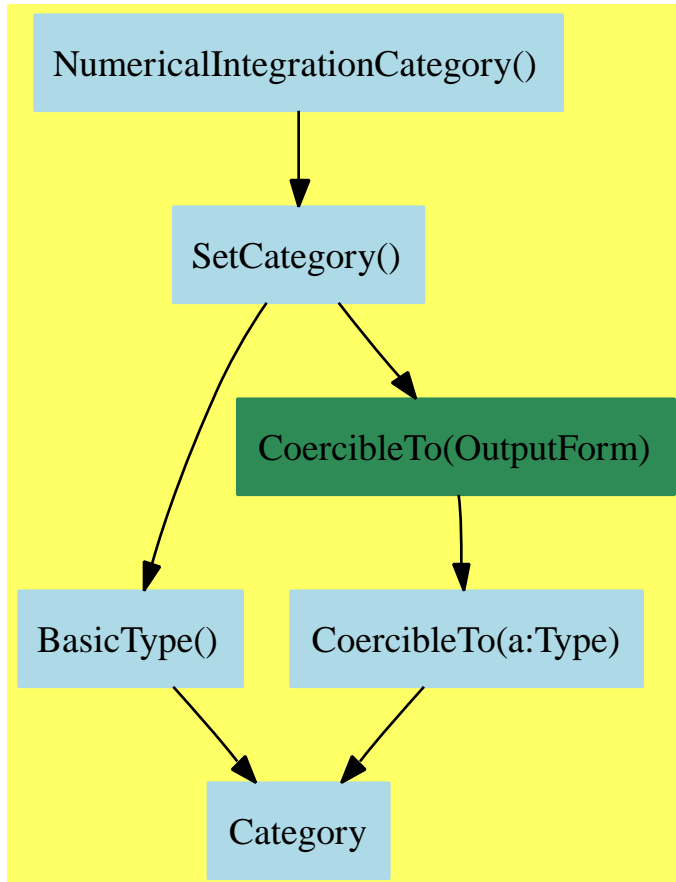 NumericalIntegrationCategory()
SetCategory()
CoercibleTo(OutputForm)
BasicType()
CoercibleTo(a:Type)
Category